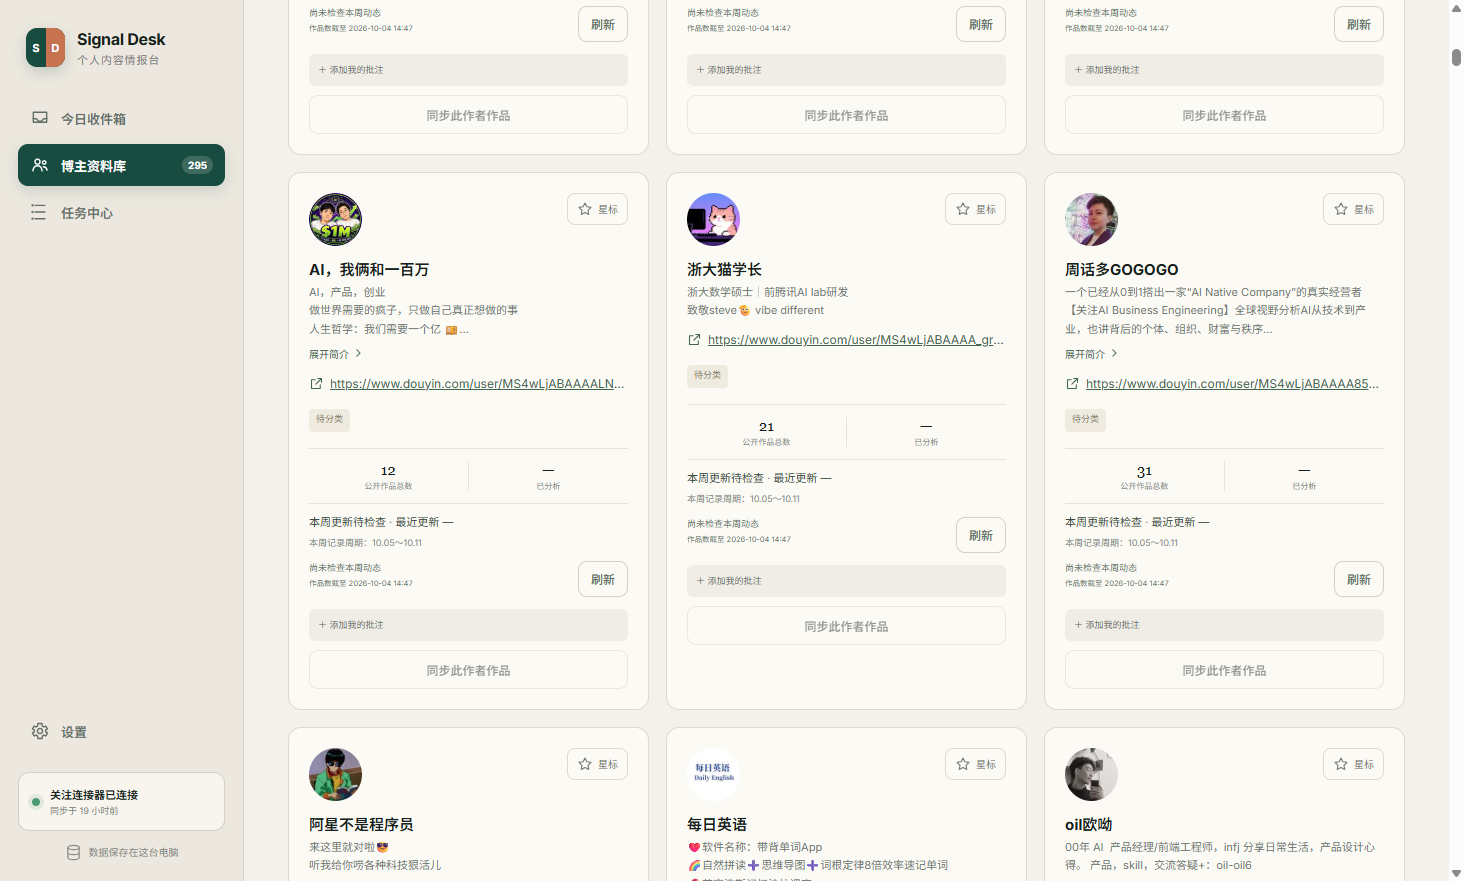 S D
Signal Desk
个人内容情报台
今日收件箱
博主资料库 295
任务中心
设置
关注连接器已连接
同步于 19 小时前
数据保存在这台电脑
尚未检查本周动态
作品数截至 2026-10-04 14:47
刷新
+ 添加我的批注
同步此作者作品
尚未检查本周动态
作品数截至 2026-10-04 14:47
刷新
+ 添加我的批注
同步此作者作品
尚未检查本周动态
作品数截至 2026-10-04 14:47
刷新
+ 添加我的批注
同步此作者作品
$1M
星标
AI，我俩和一百万
AI，产品，创业
做世界需要的疯子，只做自己真正想做的事
人生哲学：我们需要一个亿 🎫...
展开简介 >
https://www.douyin.com/user/MS4wLjABAAAALN...
待分类
12
公开作品总数
—
已分析
本周更新待检查 · 最近更新 —
本周记录周期：10.05～10.11
尚未检查本周动态
作品数截至 2026-10-04 14:47
刷新
+ 添加我的批注
同步此作者作品
星标
浙大猫学长
浙大数学硕士｜前腾讯AI lab研发
致敬steve vibe different
https://www.douyin.com/user/MS4wLjABAAAA_gr...
待分类
21
公开作品总数
—
已分析
本周更新待检查 · 最近更新 —
本周记录周期：10.05～10.11
尚未检查本周动态
作品数截至 2026-10-04 14:47
刷新
+ 添加我的批注
同步此作者作品
星标
周话多GOGOGO
一个已经从0到1搭出一家“AI Native Company”的真实经营者
【关注AI Business Engineering】全球视野分析AI从技术到产
业，也讲背后的个体、组织、财富与秩序...
展开简介 >
https://www.douyin.com/user/MS4wLjABAAAA85...
待分类
31
公开作品总数
—
已分析
本周更新待检查 · 最近更新 —
本周记录周期：10.05～10.11
尚未检查本周动态
作品数截至 2026-10-04 14:47
刷新
+ 添加我的批注
同步此作者作品
星标
阿星不是程序员
来这里就对啦😎
听我给你唠各种科技狠活儿
每日英语
Daily English
星标
每日英语
💗软件名称：带背单词App
🌈自然拼读➕思维导图➕词根定律8倍效率速记单词
星标
oil欧呦
00年 AI 产品经理/前端工程师，infj 分享日常生活，产品设计心
得。 产品，skill，交流答疑+：oil-oil6